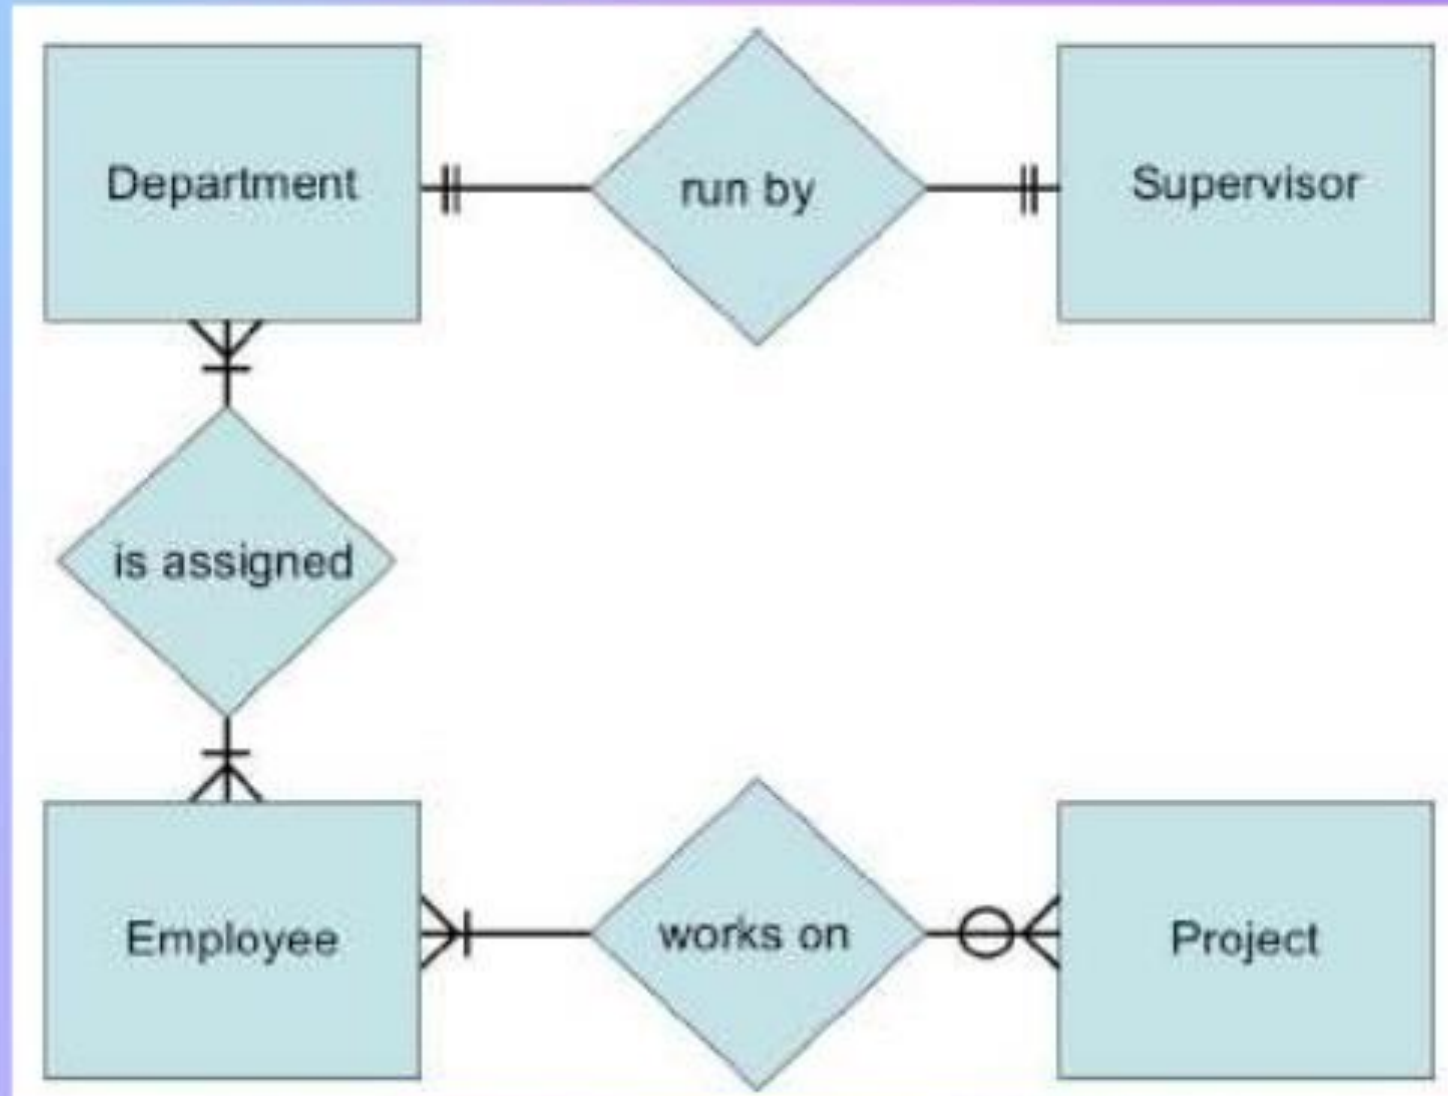 Department
run by
Supervisor
is assigned
Employee
works on
Project